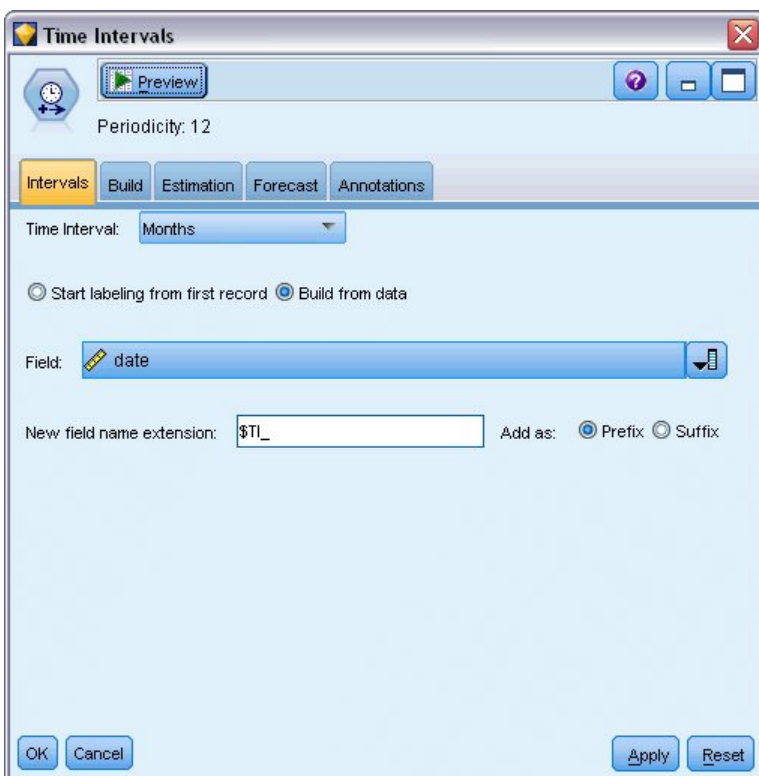 Time Intervals
Preview
Periodicity: 12
Intervals Build Estimation Forecast Annotations
Time Interval: Months
Start labeling from first record Build from data
Field: date
New field name extension: $TI_ Add as: Prefix Suffix
OK Cancel Apply Reset